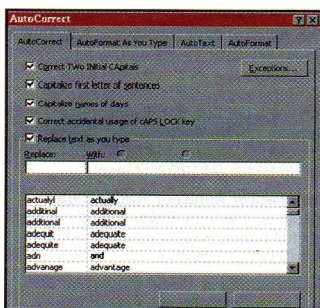 AutoCorrect
AutoCorrect AutoFormat As You Type AutoText AutoFormat
Correct TWo INitial CApitals
Exceptions...
Capitalize first letter of sentences
Capitalize names of days
Correct accidental usage of cAPS LOCK key
Replace text as you type
Replace: With:
actualyl actually
additinal additional
addtional additional
adequit adequate
adequite adequate
adn and
advanage advantage